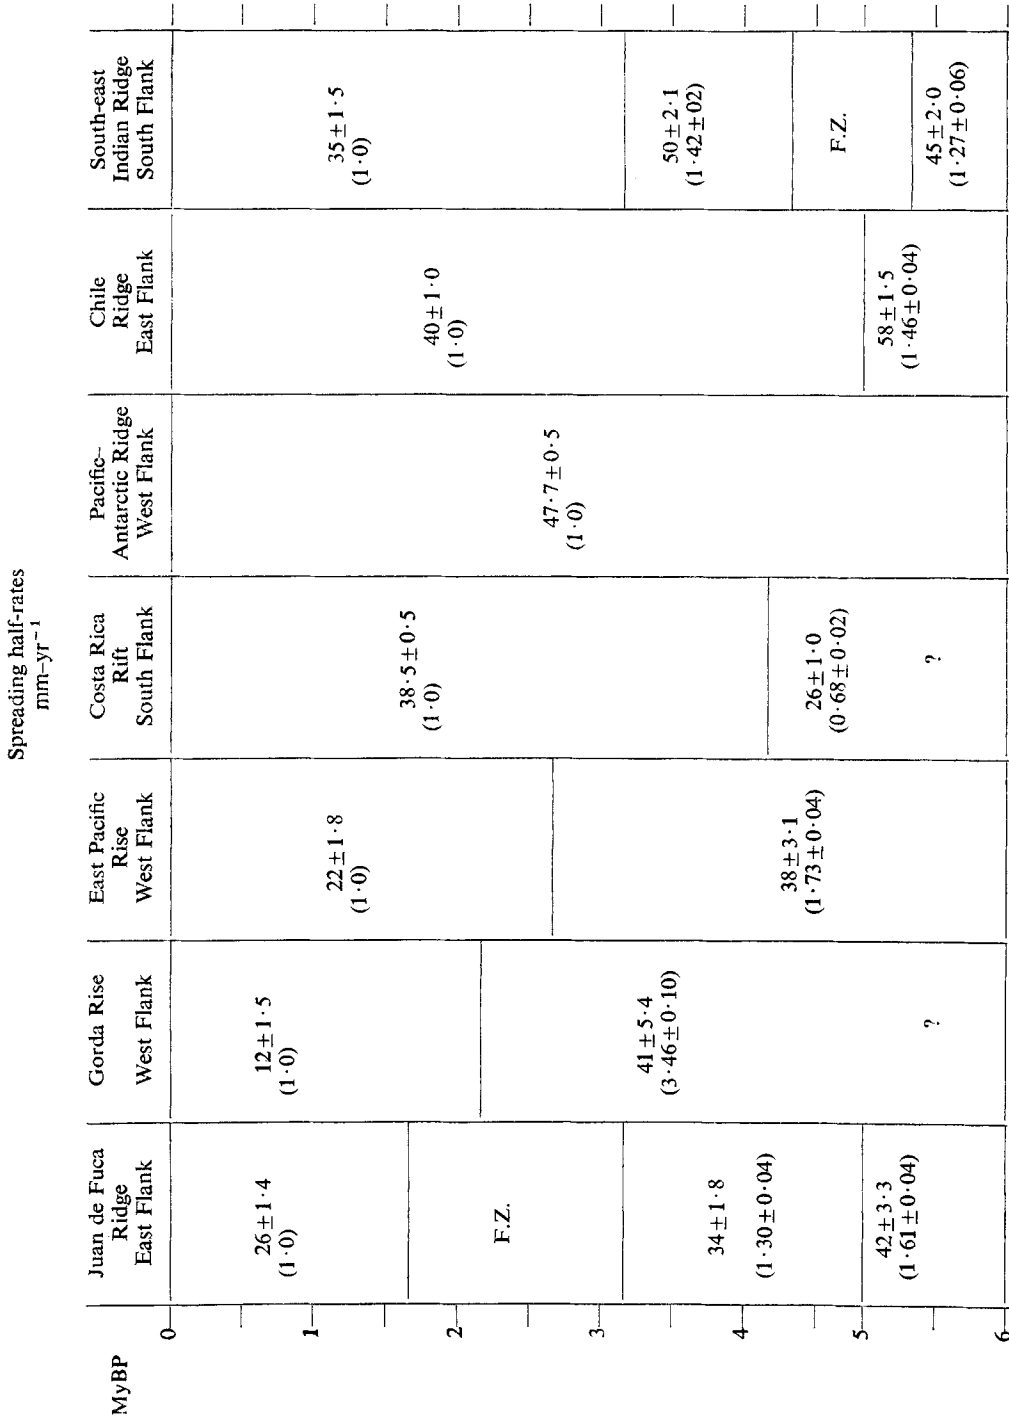 Spreading half-rates
mm–yr⁻¹
MyBP
Juan de Fuca
Ridge
East Flank
Gorda Rise
West Flank
East Pacific
Rise
West Flank
Costa Rica
Rift
South Flank
Pacific–
Antarctic Ridge
West Flank
Chile
Ridge
East Flank
South-east
Indian Ridge
South Flank
0
1
2
3
4
5
6
26±1·4
(1·0)
F.Z.
34±1·8
(1·30±0·04)
42±3·3
(1·61±0·04)
12±1·5
(1·0)
41±5·4
(3·46±0·10)
?
22±1·8
(1·0)
38±3·1
(1·73±0·04)
38·5±0·5
(1·0)
26±1·0
(0·68±0·02)
?
47·7±0·5
(1·0)
40±1·0
(1·0)
58±1·5
(1·46±0·04)
35±1·5
(1·0)
50±2·1
(1·42±02)
F.Z.
45±2·0
(1·27±0·06)